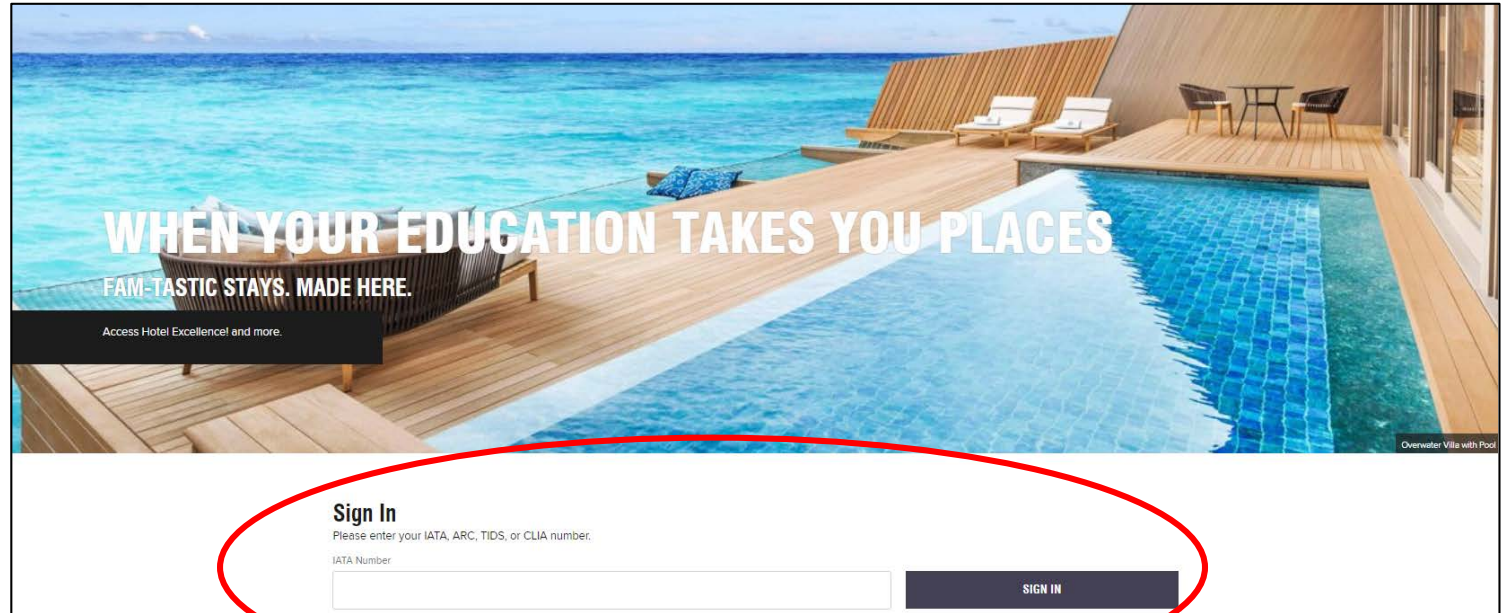 WHEN YOUR EDUCATION TAKES YOU PLACES
FAM-TASTIC STAYS. MADE HERE.
Access Hotel Excellence! and more.
Overwater Villa with Pool
Sign In
Please enter your IATA, ARC, TIDS, or CLIA number.
IATA Number
SIGN IN